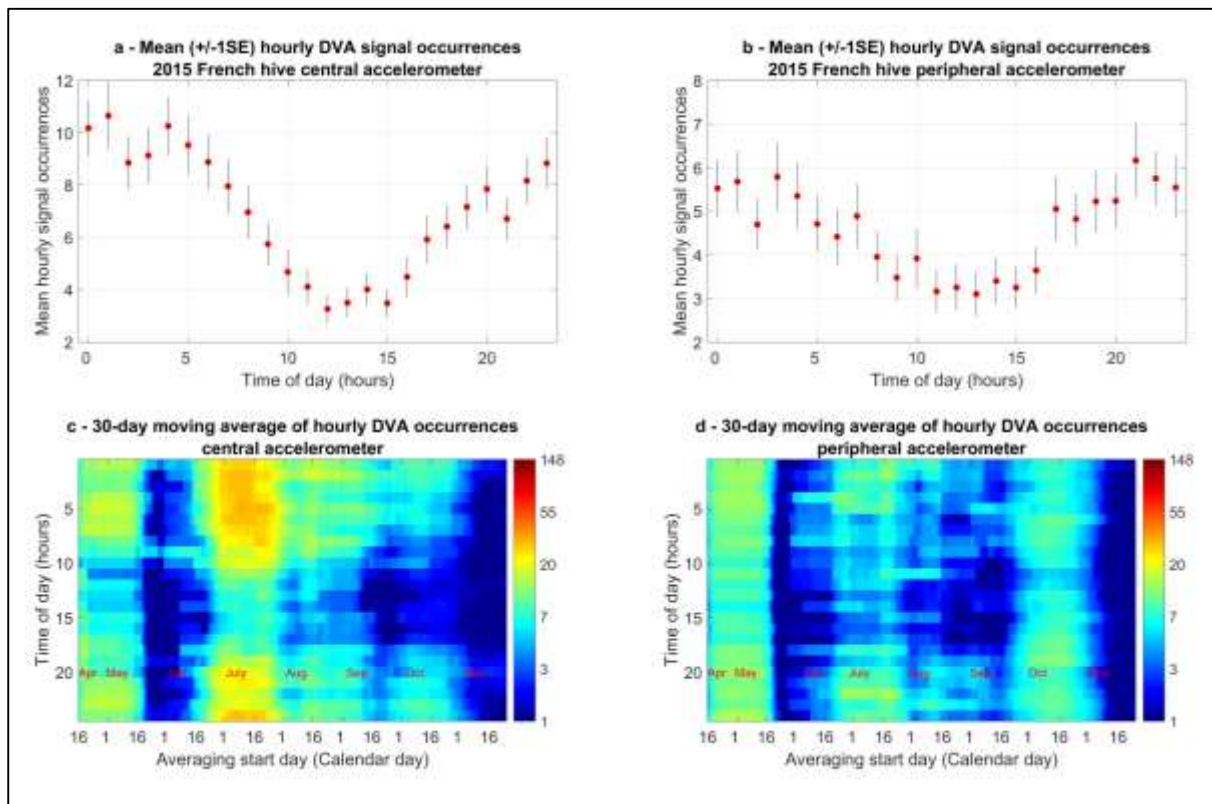 a - Mean (+/-1SE) hourly DVA signal occurrences
2015 French hive central accelerometer
12
10
8
6
4
2
Mean hourly signal occurrences
0 5 10 15 20
Time of day (hours)
b - Mean (+/-1SE) hourly DVA signal occurrences
2015 French hive peripheral accelerometer
8
7
6
5
4
3
2
Mean hourly signal occurrences
0 5 10 15 20
Time of day (hours)
c - 30-day moving average of hourly DVA occurrences
central accelerometer
5
10
15
20
Time of day (hours)
Apr May July Aug Sep Oct
148
55
20
7
3
1
16 1 16 1 16 1 16 1 16 1 16 1 16 1 16
Averaging start day (Calendar day)
d - 30-day moving average of hourly DVA occurrences
peripheral accelerometer
5
10
15
20
Time of day (hours)
Apr May July Aug Sep Oct
148
55
20
7
3
1
16 1 16 1 16 1 16 1 16 1 16 1 16 1 16
Averaging start day (Calendar day)